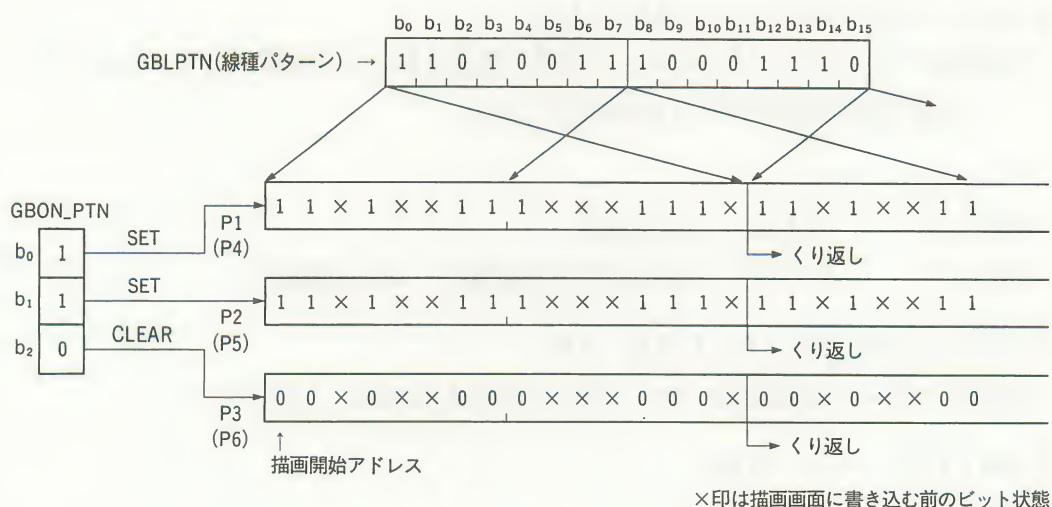 b₀ b₁ b₂ b₃ b₄ b₅ b₆ b₇ b₈ b₉ b₁₀ b₁₁ b₁₂ b₁₃ b₁₄ b₁₅
GBLPTN(線種パターン) → 1 1 0 1 0 0 1 1 1 0 0 0 1 1 1 0
GBON_PTN
b₀ 1 SET P1 (P4) 1 1 × 1 × × 1 1 1 × × × 1 1 1 × 1 1 × 1 × × 1 1
くり返し
b₁ 1 SET P2 (P5) 1 1 × 1 × × 1 1 1 × × × 1 1 1 × 1 1 × 1 × × 1 1
くり返し
b₂ 0 CLEAR P3 (P6) 0 0 × 0 × × 0 0 0 × × × 0 0 0 × 0 0 × 0 × × 0 0
くり返し
↑
描画開始アドレス
×印は描画画面に書き込む前のビット状態